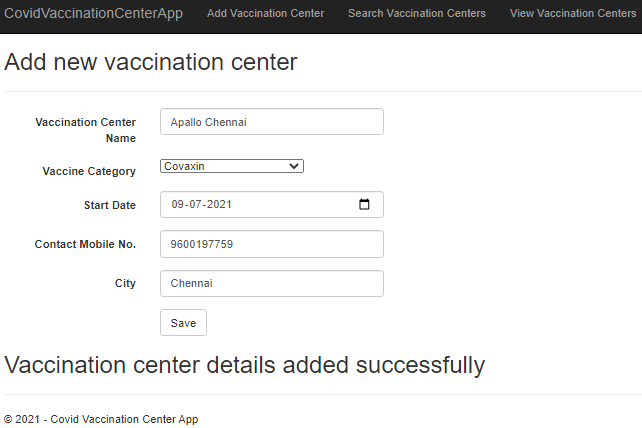 CovidVaccinationCenterApp Add Vaccination Center Search Vaccination Centers View Vaccination Centers
Add new vaccination center
Vaccination Center Name Apallo Chennai
Vaccine Category Covaxin
Start Date 09-07-2021
Contact Mobile No. 9600197759
City Chennai
Save
Vaccination center details added successfully
© 2021 - Covid Vaccination Center App